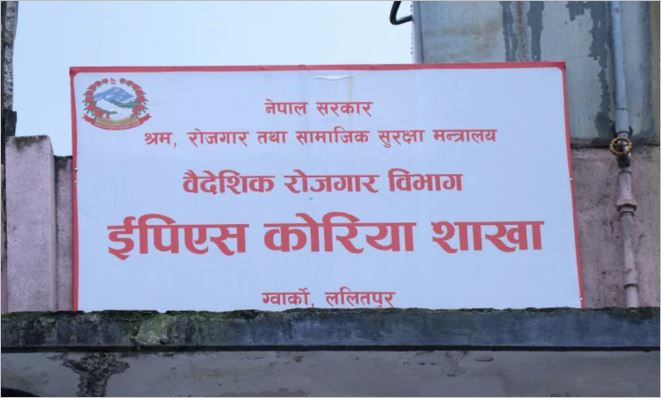 नेपाल सरकार
श्रम, रोजगार तथा सामाजिक सुरक्षा मन्त्रालय
वैदेशिक रोजगार विभाग
ईपिएस कोरिया शाखा
ग्वार्को, ललितपुर